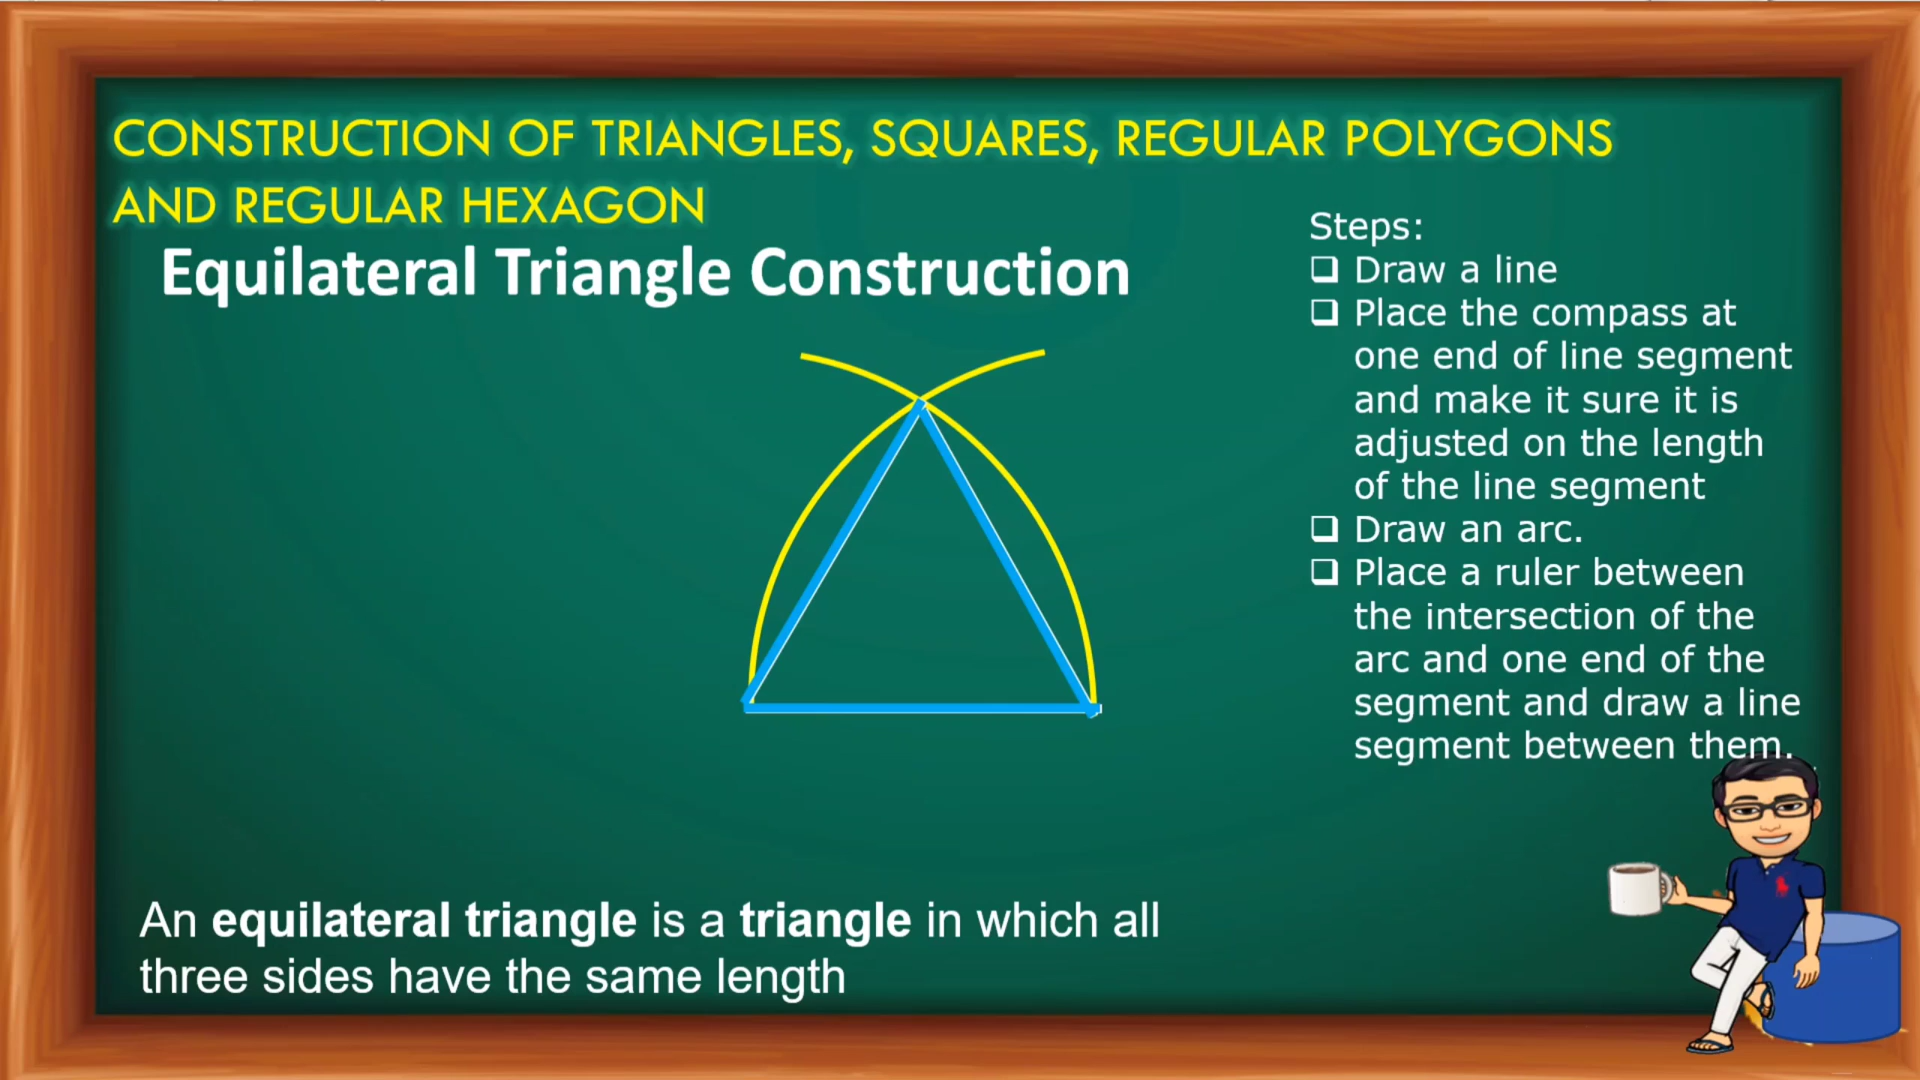 CONSTRUCTION OF TRIANGLES, SQUARES, REGULAR POLYGONS
AND REGULAR HEXAGON
Equilateral Triangle Construction
Steps:
❑ Draw a line
❑ Place the compass at
one end of line segment
and make it sure it is
adjusted on the length
of the line segment
❑ Draw an arc.
❑ Place a ruler between
the intersection of the
arc and one end of the
segment and draw a line
segment between them.
An equilateral triangle is a triangle in which all
three sides have the same length